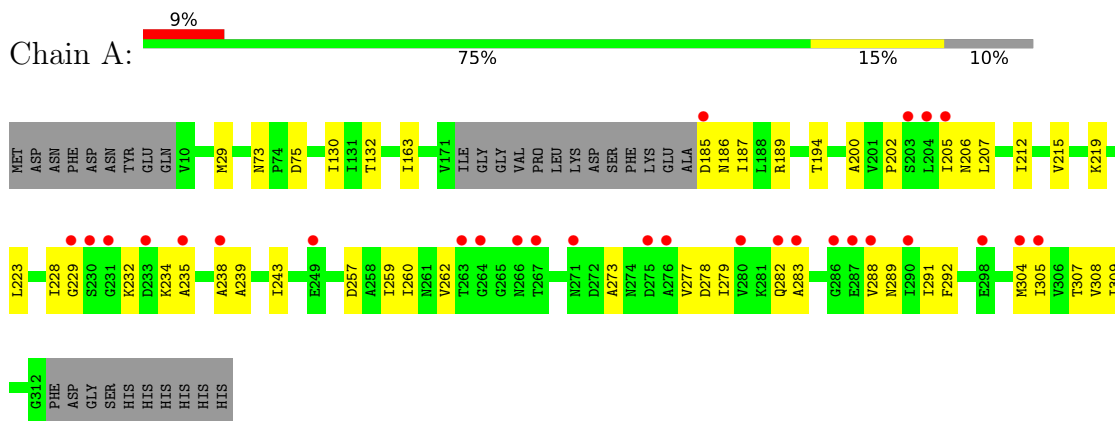 9%
Chain A:
75% 15% 10%
MET ASP ASN PHE ASP ASN TYR GLU GLN V10 M29 N73 P74 D75 I130 I131 T132 I163 V171 ILE GLY GLY VAL PRO LEU LYS ASP SER PHE LYS GLU ALA D185 N186 I187 L188 R189 T194 A200 V201 P202 S203 L204 I205 N206 L207 I212 V215 K219
L223 I228 G229 S230 G231 K232 D233 K234 A235 A238 A239 I243 E249 D257 A258 I259 I260 N261 V262 T263 G264 G265 N266 T267 N271 D272 A273 N274 D275 A276 V277 D278 I279 V280 K281 Q282 A283 G286 E287 V288 N289 I290 I291 F292 E298 M304 I305 V306 T307 V308 I309
G312 PHE ASP GLY SER HIS HIS HIS HIS HIS HIS